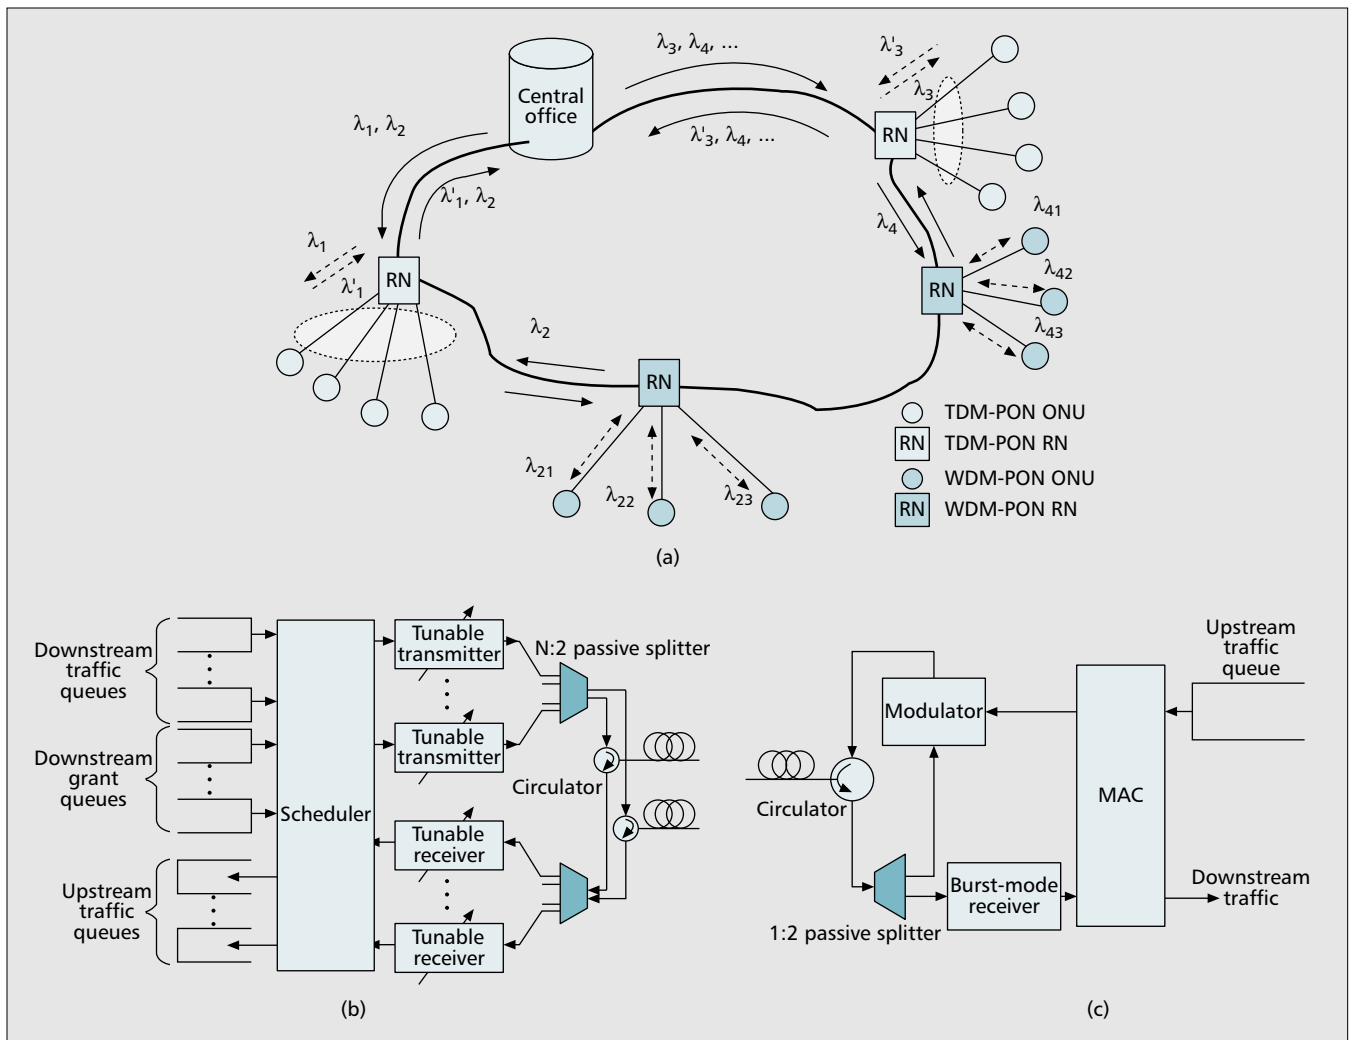 λ3, λ4, ...
Central
office
λ'3, λ4, ...
λ1, λ2
λ'1, λ2
λ'3
λ3
RN
λ4
λ41
RN
λ42
λ43
λ1
λ'1
RN
λ2
RN
λ21
λ22
λ23
TDM-PON ONU
RN TDM-PON RN
WDM-PON ONU
RN WDM-PON RN
(a)
Downstream
traffic
queues
Downstream
grant
queues
Upstream
traffic
queues
Scheduler
Tunable
transmitter
Tunable
transmitter
Tunable
receiver
Tunable
receiver
N:2 passive splitter
Circulator
(b)
Circulator
Modulator
1:2 passive splitter
Burst-mode
receiver
MAC
Upstream
traffic
queue
Downstream
traffic
(c)